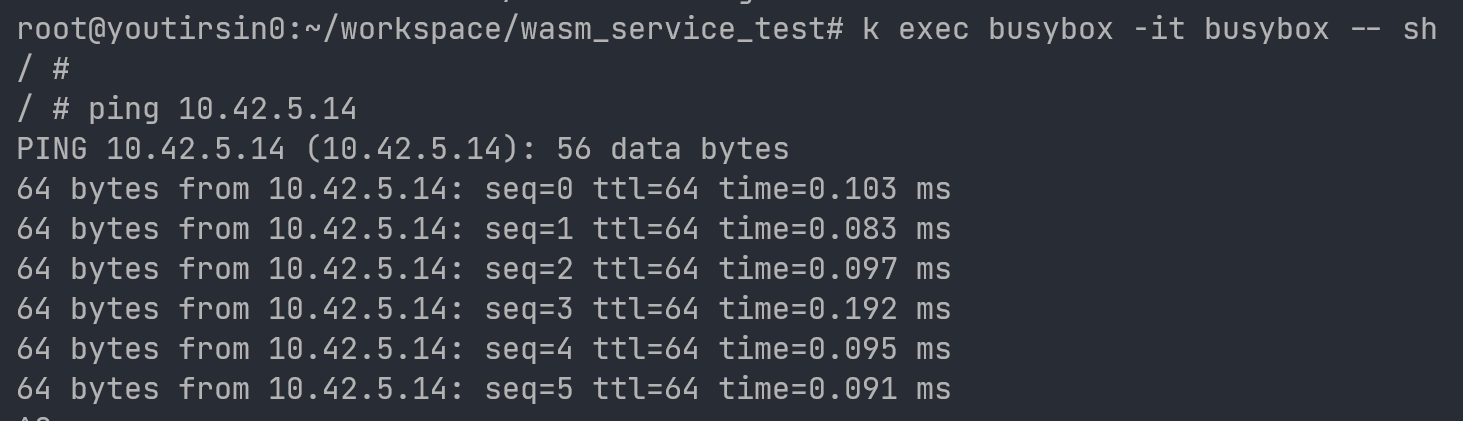 root@youtirsin0:~/workspace/wasm_service_test# k exec busybox -it busybox -- sh
/ #
/ # ping 10.42.5.14
PING 10.42.5.14 (10.42.5.14): 56 data bytes
64 bytes from 10.42.5.14: seq=0 ttl=64 time=0.103 ms
64 bytes from 10.42.5.14: seq=1 ttl=64 time=0.083 ms
64 bytes from 10.42.5.14: seq=2 ttl=64 time=0.097 ms
64 bytes from 10.42.5.14: seq=3 ttl=64 time=0.192 ms
64 bytes from 10.42.5.14: seq=4 ttl=64 time=0.095 ms
64 bytes from 10.42.5.14: seq=5 ttl=64 time=0.091 ms